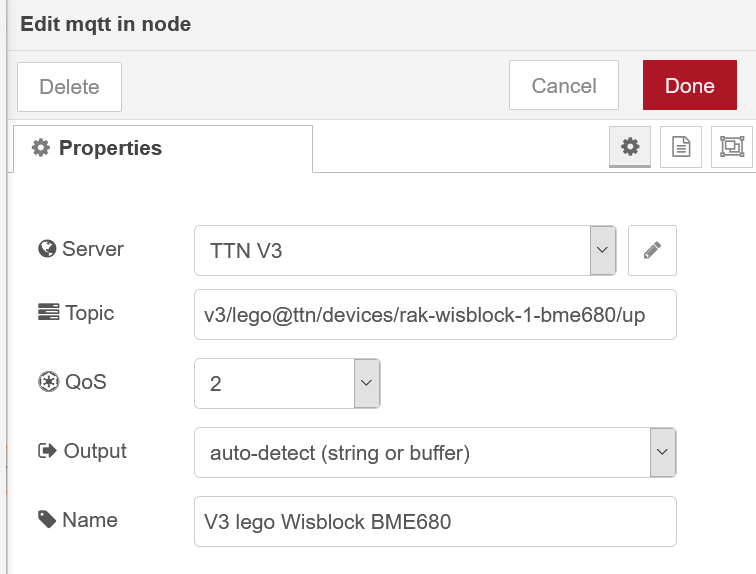 Edit mqtt in node
Delete
Cancel
Done
Properties
Server
TTN V3
Topic
v3/lego@ttn/devices/rak-wisblock-1-bme680/up
QoS
2
Output
auto-detect (string or buffer)
Name
V3 lego Wisblock BME680